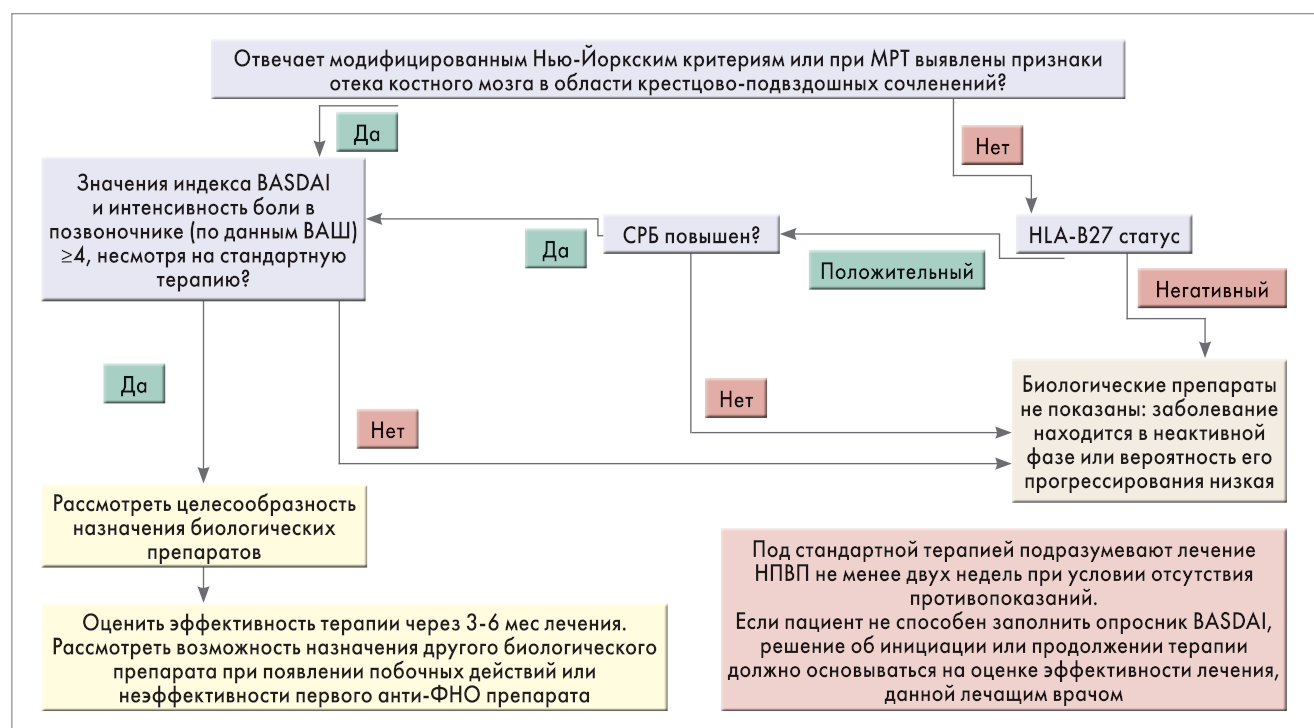 Отвечает модифицированным Нью-Йоркским критериям или при МРТ выявлены признаки
отека костного мозга в области крестцово-подвздошных сочленений?
Да
Нет
Значения индекса BASDAI
и интенсивность боли в
позвоночнике (по данным ВАШ)
≥4, несмотря на стандартную
терапию?
СРБ повышен?
HLA-B27 статус
Да
Положительный
Негативный
Да
Нет
Нет
Биологические препараты
не показаны: заболевание
находится в неактивной
фазе или вероятность его
прогрессирования низкая
Рассмотреть целесообразность
назначения биологических
препаратов
Оценить эффективность терапии через 3-6 мес лечения.
Рассмотреть возможность назначения другого биологического
препарата при появлении побочных действий или
неэффективности первого анти-ФНО препарата
Под стандартной терапией подразумевают лечение
НПВП не менее двух недель при условии отсутствия
противопоказаний.
Если пациент не способен заполнить опросник BASDAI,
решение об инициации или продолжении терапии
должно основываться на оценке эффективности лечения,
данной лечащим врачом